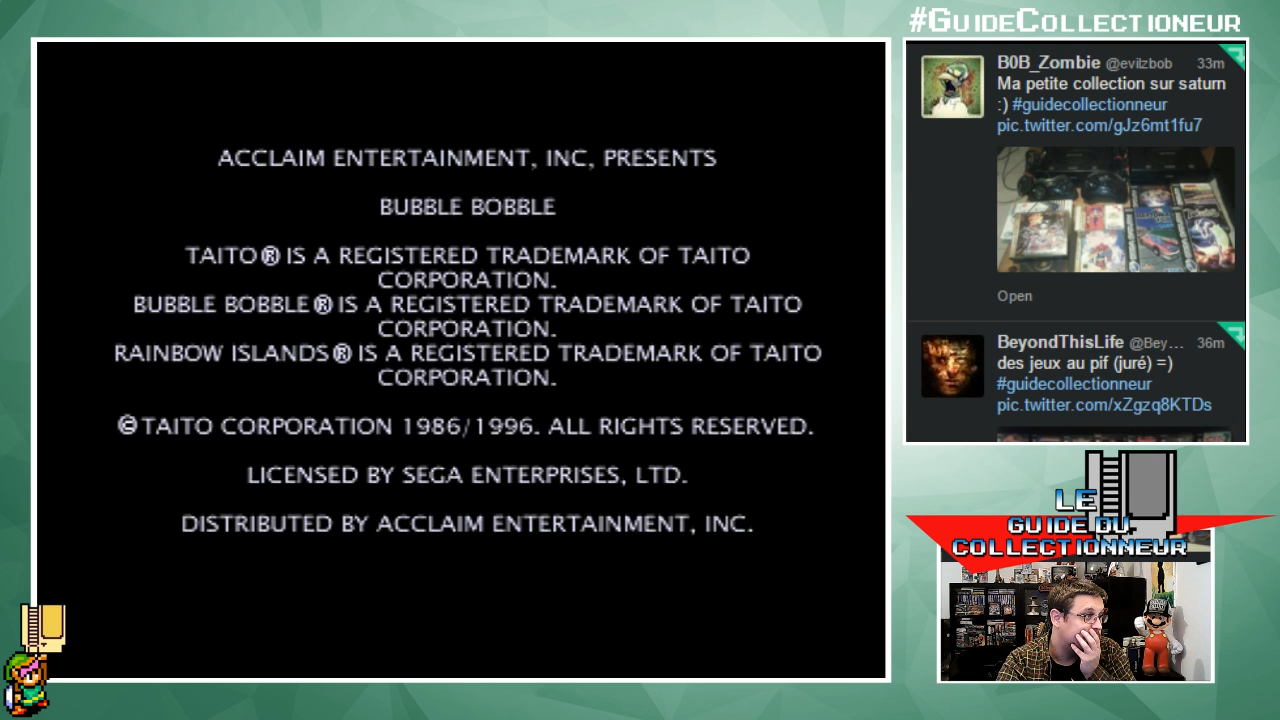 #GUIDECOLLECTIONEUR
ACCLAIM ENTERTAINMENT, INC, PRESENTS
BUBBLE BOBBLE
TAITO® IS A REGISTERED TRADEMARK OF TAITO
CORPORATION.
BUBBLE BOBBLE® IS A REGISTERED TRADEMARK OF TAITO
CORPORATION.
RAINBOW ISLANDS® IS A REGISTERED TRADEMARK OF TAITO
CORPORATION.
©TAITO CORPORATION 1986/1996. ALL RIGHTS RESERVED.
LICENSED BY SEGA ENTERPRISES, LTD.
DISTRIBUTED BY ACCLAIM ENTERTAINMENT, INC.
B0B_Zombie @evilzbob 33m
Ma petite collection sur saturn
:) #guidecollectionneur
pic.twitter.com/gJz6mt1fu7
Open
BeyondThisLife @Bey... 36m
des jeux au pif (juré) =)
#guidecollectionneur
pic.twitter.com/xZgzq8KTDs
LE
GUIDE DU
COLLECTIONNEUR